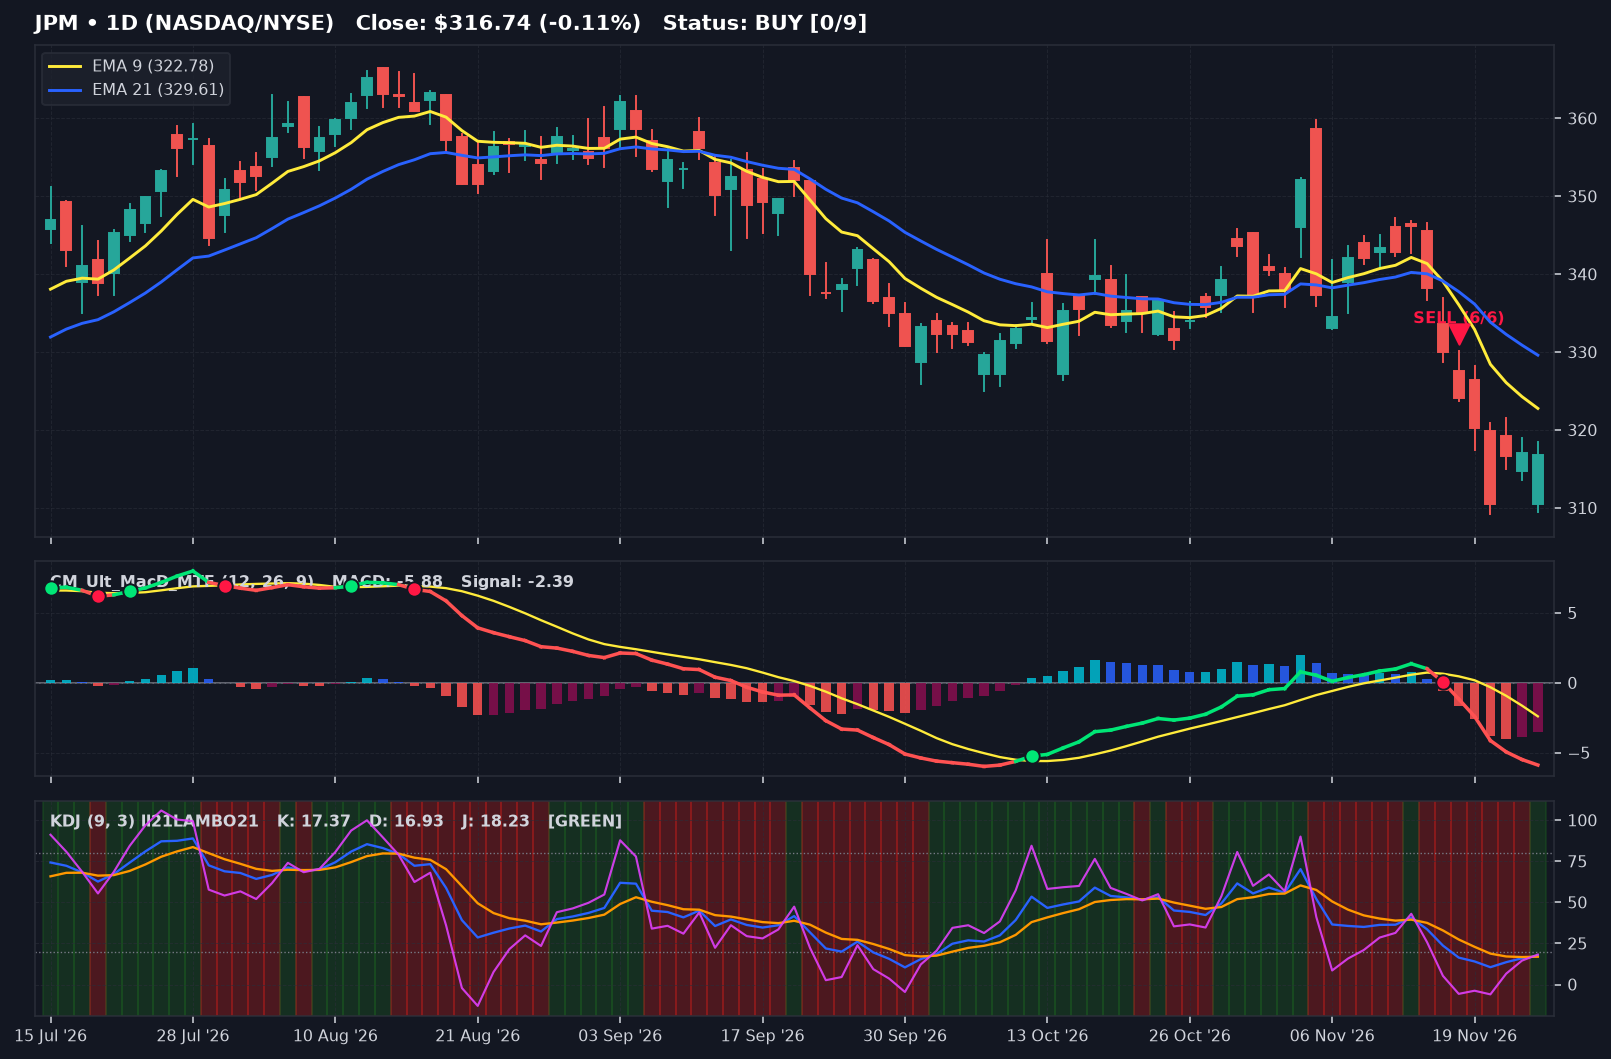 JPM • 1D (NASDAQ/NYSE)   Close: $316.74 (-0.11%)   Status: BUY [0/9]
EMA 9 (322.78)
EMA 21 (329.61)
360
350
340
330
320
310
SELL (6/6)
CM_Ult_MacD_MTF (12, 26, 9)   MACD: -5.88   Signal: -2.39
5
0
−5
KDJ (9, 3) II21LAMBO21   K: 17.37   D: 16.93   J: 18.23   [GREEN]
100
75
50
25
0
15 Jul '26
28 Jul '26
10 Aug '26
21 Aug '26
03 Sep '26
17 Sep '26
30 Sep '26
13 Oct '26
26 Oct '26
06 Nov '26
19 Nov '26